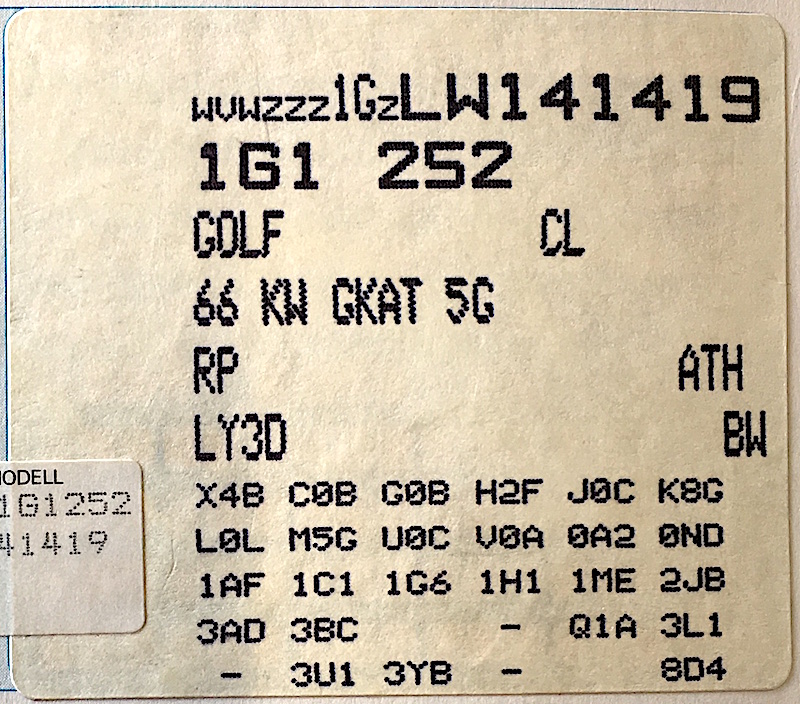 WVWZZZ1GZLW141419
1G1 252
GOLF CL
66 KW GKAT 5G
RP ATH
LY3D BW
X4B C0B G0B H2F J0C K8G
L0L M5G U0C V0A 0A2 0ND
1AF 1C1 1G6 1H1 1ME 2JB
3AD 3BC - Q1A 3L1
- 3U1 3YB - 8D4
ODELL
1G1252
41419